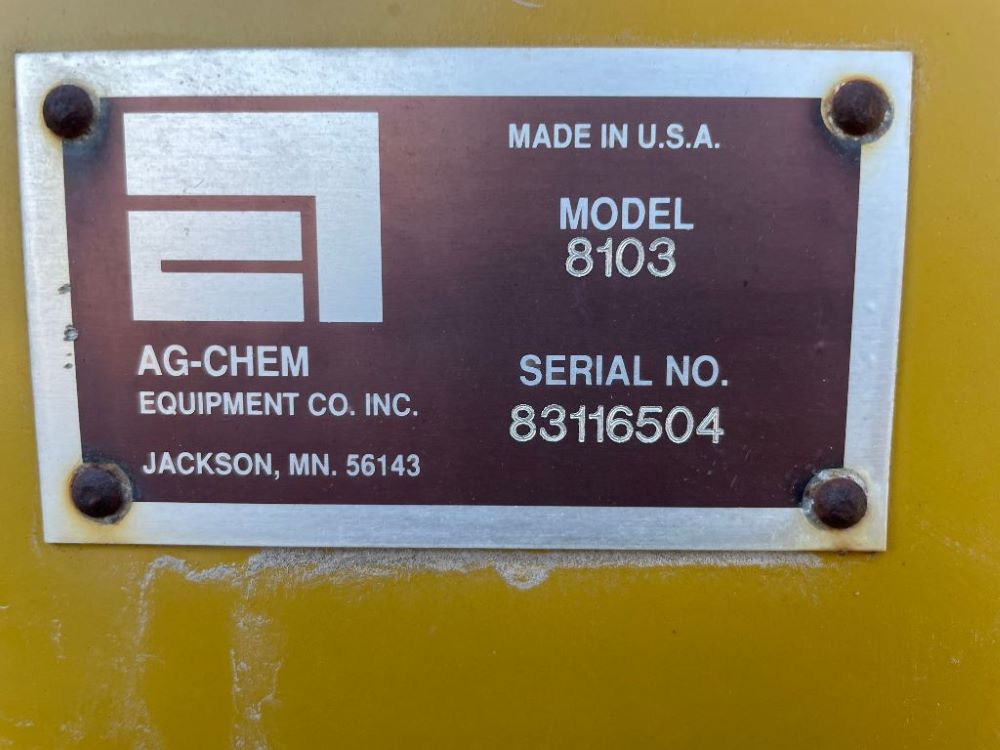 MADE IN U.S.A.
MODEL
8103
AG-CHEM
EQUIPMENT CO. INC.
JACKSON, MN. 56143
SERIAL NO.
83116504